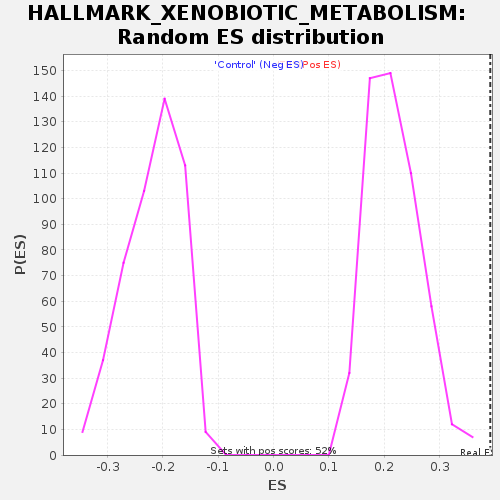 HALLMARK_XENOBIOTIC_METABOLISM:
Random ES distribution
'Control' (Neg ES) Pos ES)
150
140
130
120
110
100
90
80
70
60
50
40
30
20
10
0
P(ES)
Sets with pos scores: 52%
Real E
-0.3 -0.2 -0.1 0.0 0.1 0.2 0.3
ES